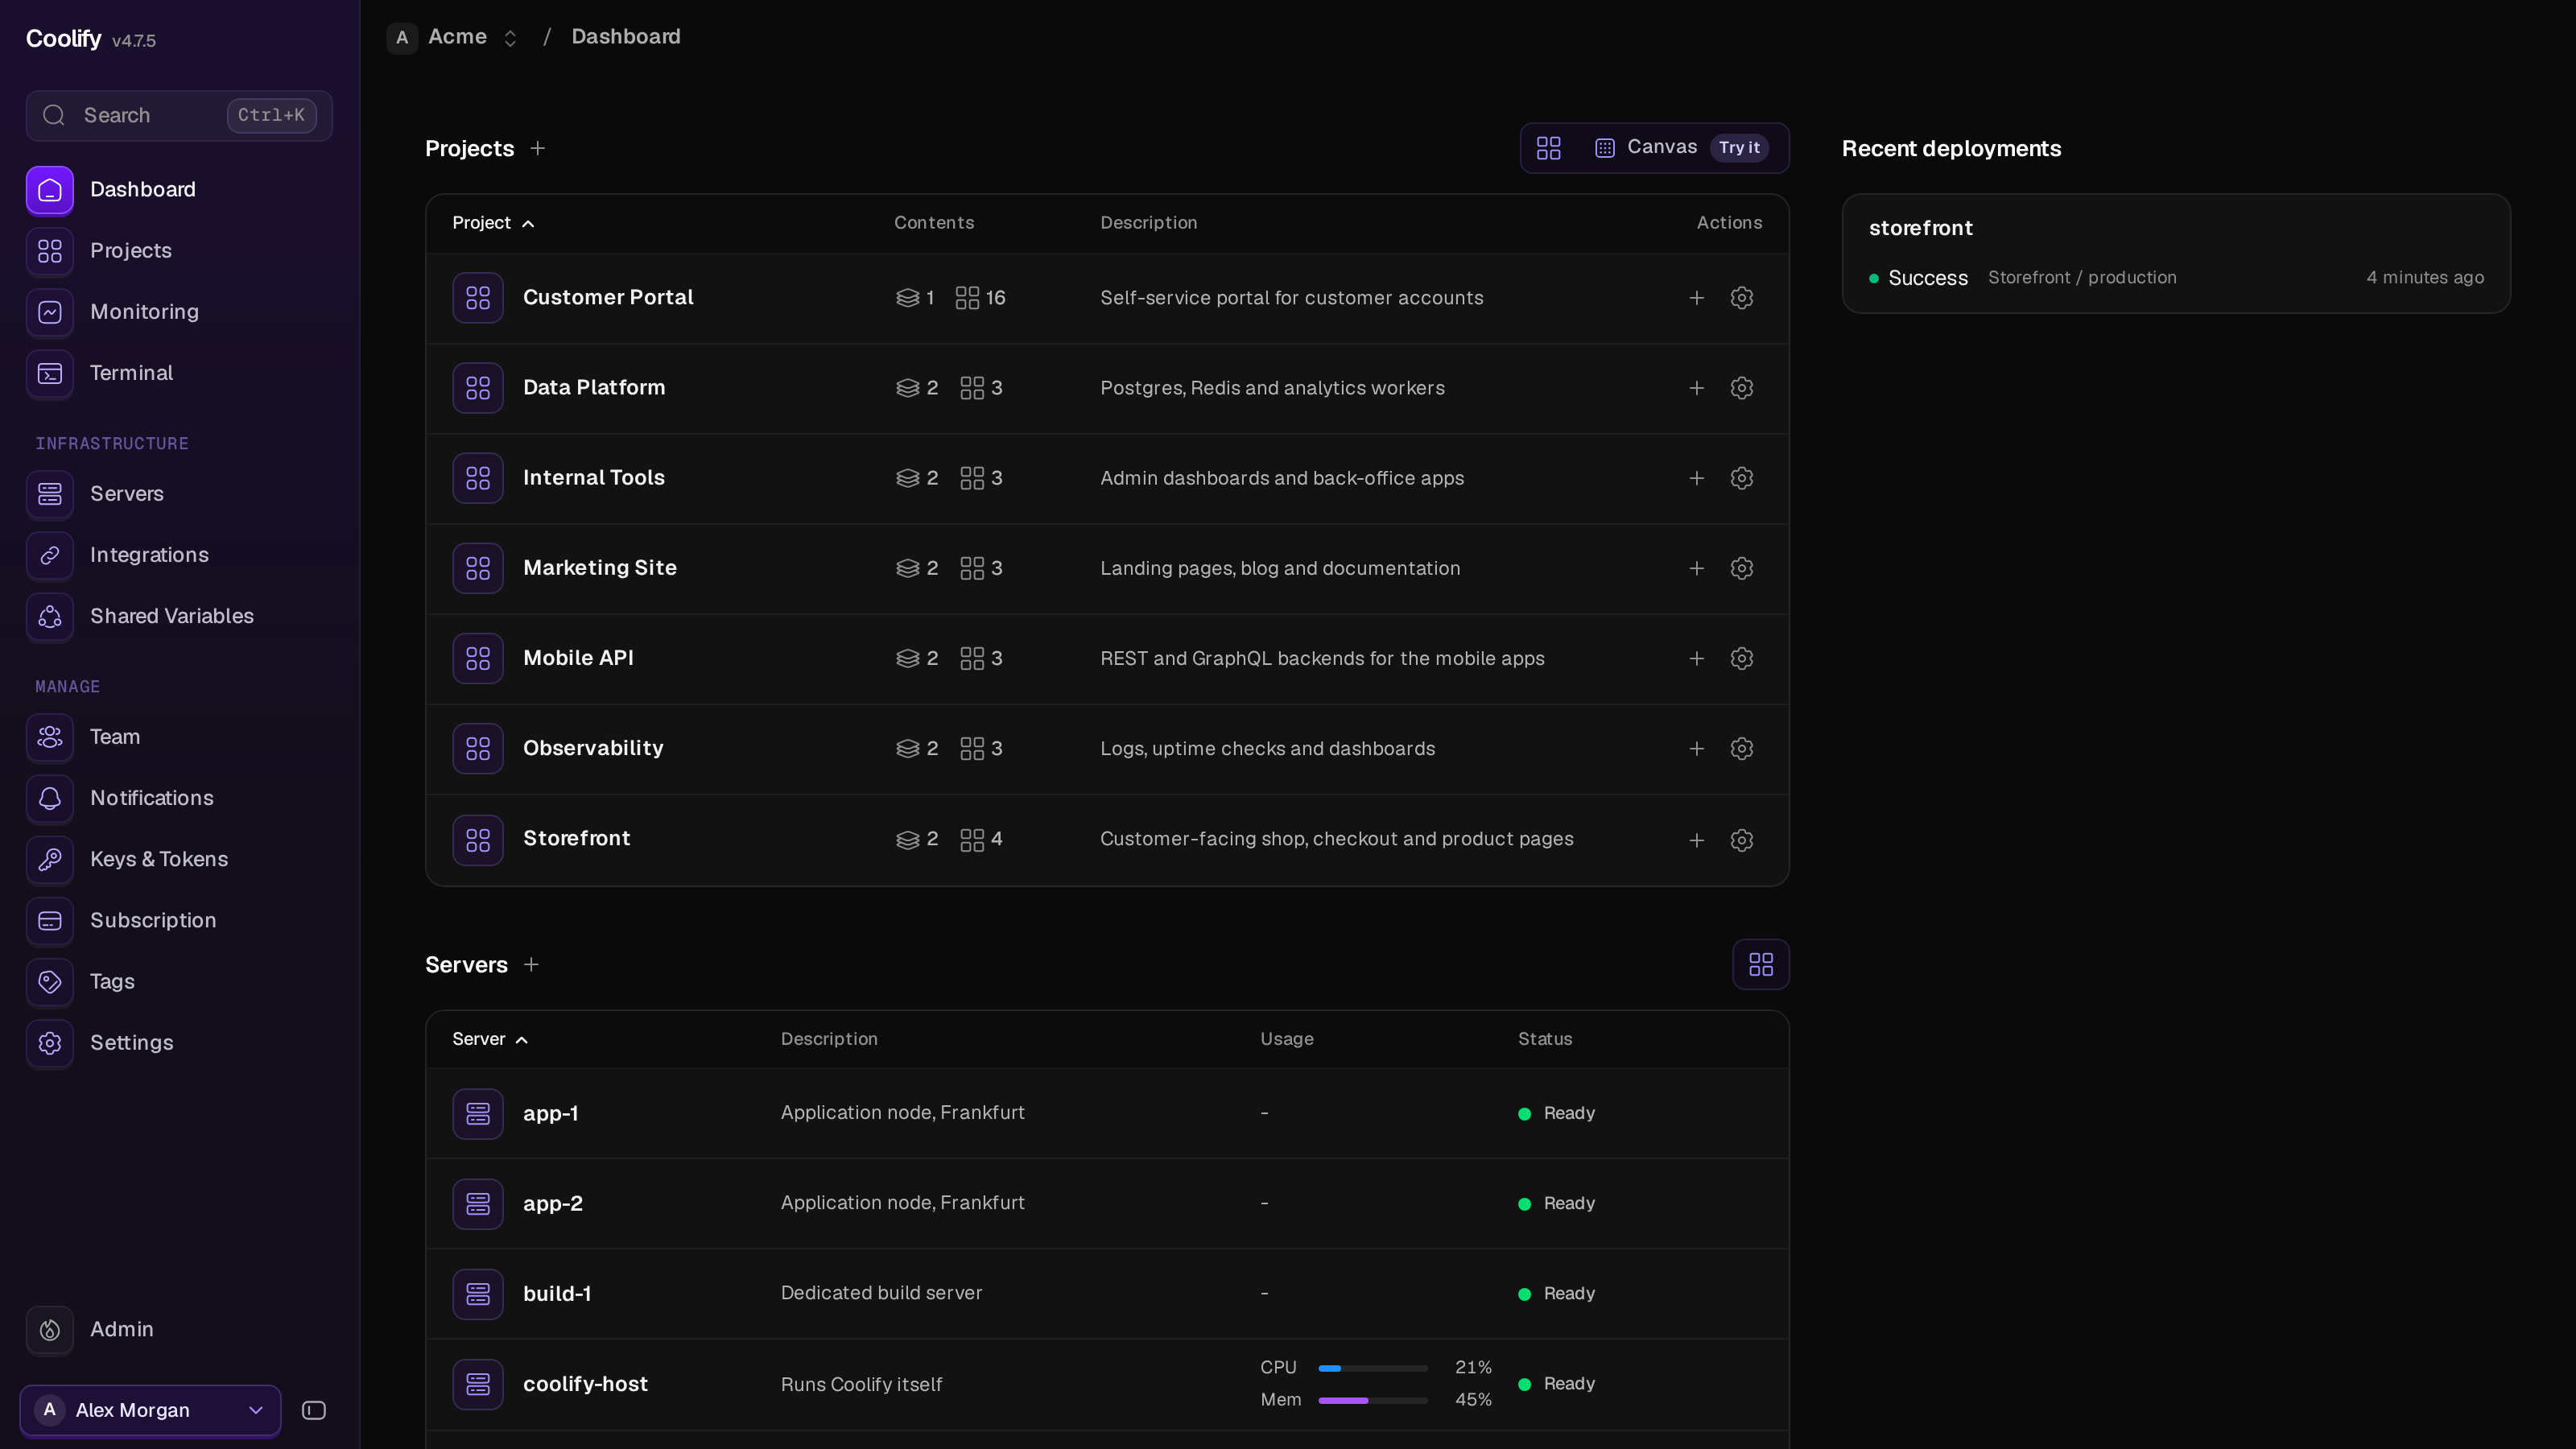 Coolify v4.7.5
Search Ctrl+K
Dashboard
Projects
Monitoring
Terminal
INFRASTRUCTURE
Servers
Integrations
Shared Variables
MANAGE
Team
Notifications
Keys & Tokens
Subscription
Tags
Settings
Admin
A Alex Morgan
A Acme / Dashboard
Projects
Canvas Try it
Project Contents Description Actions
Customer Portal 1 16 Self-service portal for customer accounts
Data Platform 2 3 Postgres, Redis and analytics workers
Internal Tools 2 3 Admin dashboards and back-office apps
Marketing Site 2 3 Landing pages, blog and documentation
Mobile API 2 3 REST and GraphQL backends for the mobile apps
Observability 2 3 Logs, uptime checks and dashboards
Storefront 2 4 Customer-facing shop, checkout and product pages
Servers
Server Description Usage Status
app-1 Application node, Frankfurt - Ready
app-2 Application node, Frankfurt - Ready
build-1 Dedicated build server - Ready
coolify-host Runs Coolify itself CPU 21% Ready
Mem 45%
Recent deployments
storefront
Success Storefront / production 4 minutes ago